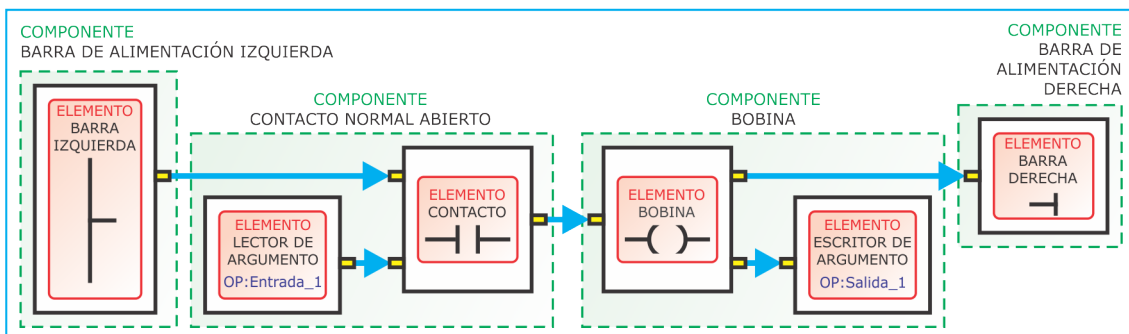 COMPONENTE
BARRA DE ALIMENTACIÓN IZQUIERDA
ELEMENTO
BARRA
IZQUIERDA
COMPONENTE
CONTACTO NORMAL ABIERTO
ELEMENTO
LECTOR DE
ARGUMENTO
OP:Entrada_1
ELEMENTO
CONTACTO
COMPONENTE
BOBINA
ELEMENTO
BOBINA
ELEMENTO
ESCRITOR DE
ARGUMENTO
OP:Salida_1
COMPONENTE
BARRA DE
ALIMENTACIÓN
DERECHA
ELEMENTO
BARRA
DERECHA